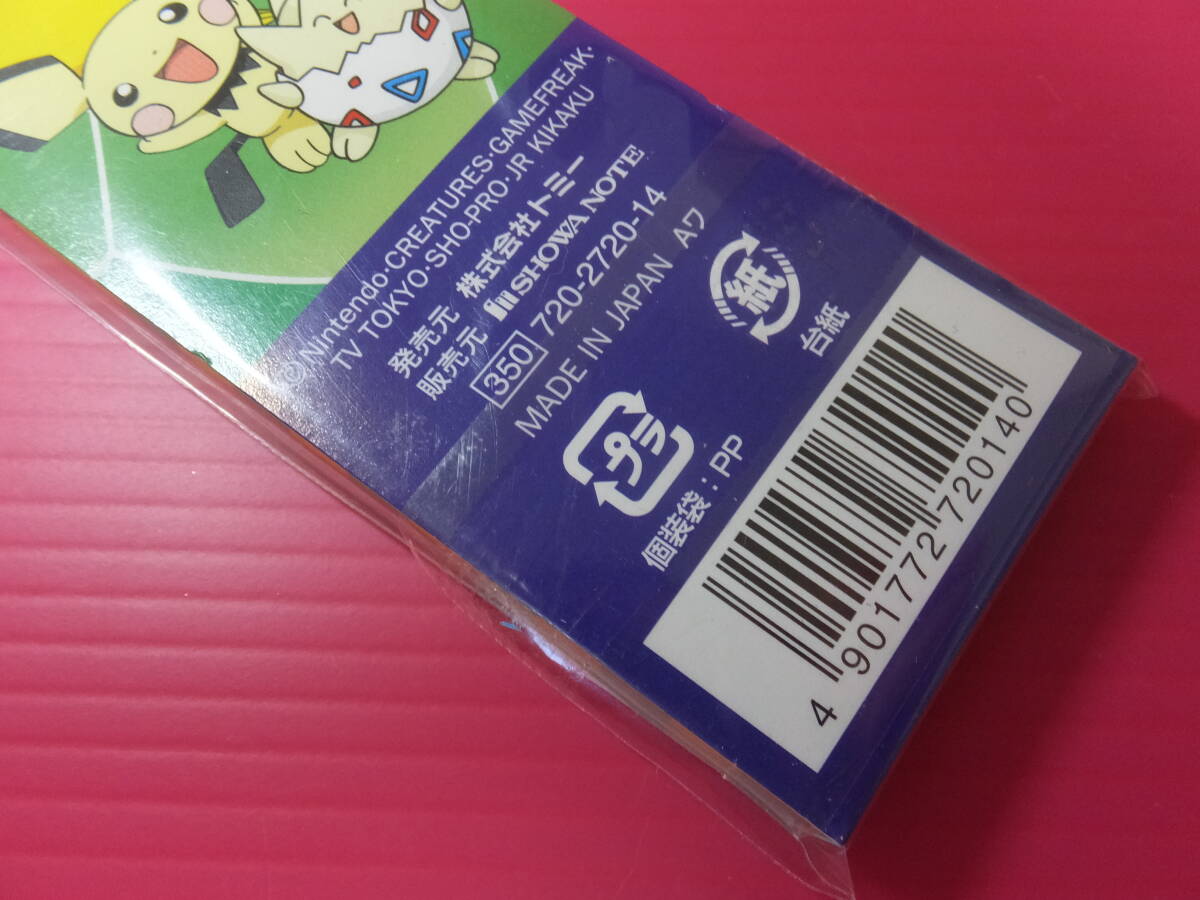 ©Nintendo・CREATURES・GAMEFREAK・
TV TOKYO・SHO-PRO・JR KIKAKU
発売元 株式会社トミー
販売元 SHOWA NOTE
350 720-2720-14
MADE IN JAPAN Aワ
紙
台紙
プラ
個装袋：PP
4 901772 720140